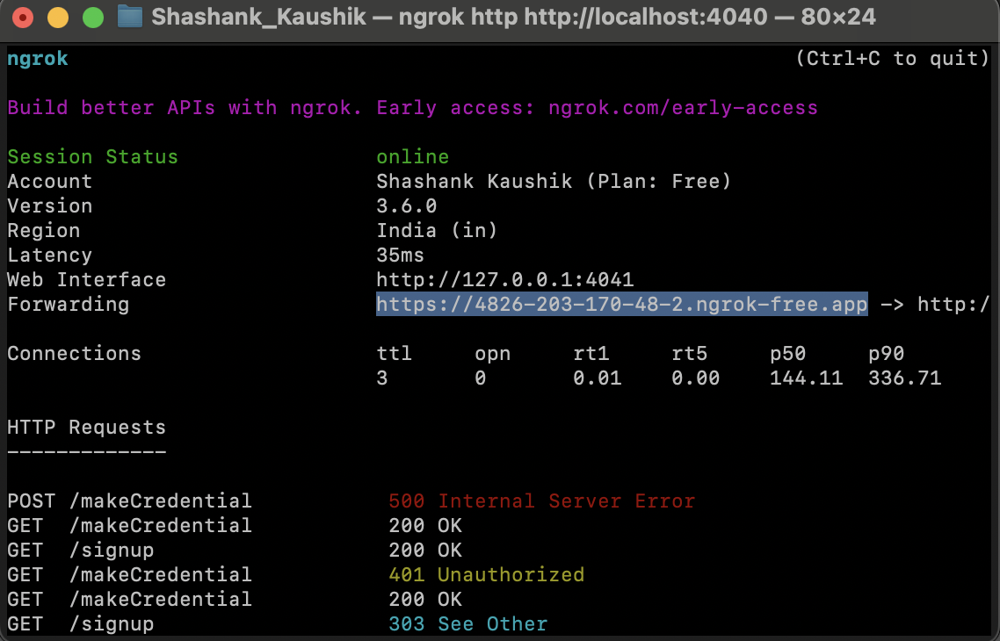 Shashank_Kaushik — ngrok http http://localhost:4040 — 80×24
ngrok (Ctrl+C to quit)
Build better APIs with ngrok. Early access: ngrok.com/early-access
Session Status online
Account Shashank Kaushik (Plan: Free)
Version 3.6.0
Region India (in)
Latency 35ms
Web Interface http://127.0.0.1:4041
Forwarding https://4826-203-170-48-2.ngrok-free.app -> http:/
Connections ttl opn rt1 rt5 p50 p90
3 0 0.01 0.00 144.11 336.71
HTTP Requests
-------------
POST /makeCredential 500 Internal Server Error
GET /makeCredential 200 OK
GET /signup 200 OK
GET /makeCredential 401 Unauthorized
GET /makeCredential 200 OK
GET /signup 303 See Other